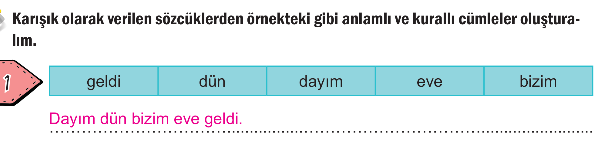 Karışık olarak verilen sözcüklerden örnekteki gibi anlamlı ve kurallı cümleler oluştura-
lım.
1
geldi dün dayım eve bizim
Dayım dün bizim eve geldi.